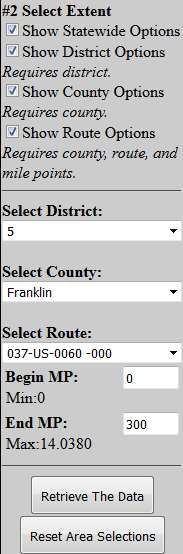 #2 Select Extent
Show Statewide Options
Show District Options
Requires district.
Show County Options
Requires county.
Show Route Options
Requires county, route, and
mile points.
Select District:
5
Select County:
Franklin
Select Route:
037-US-0060 -000
Begin MP: 0
Min:0
End MP: 300
Max:14.0380
Retrieve The Data
Reset Area Selections